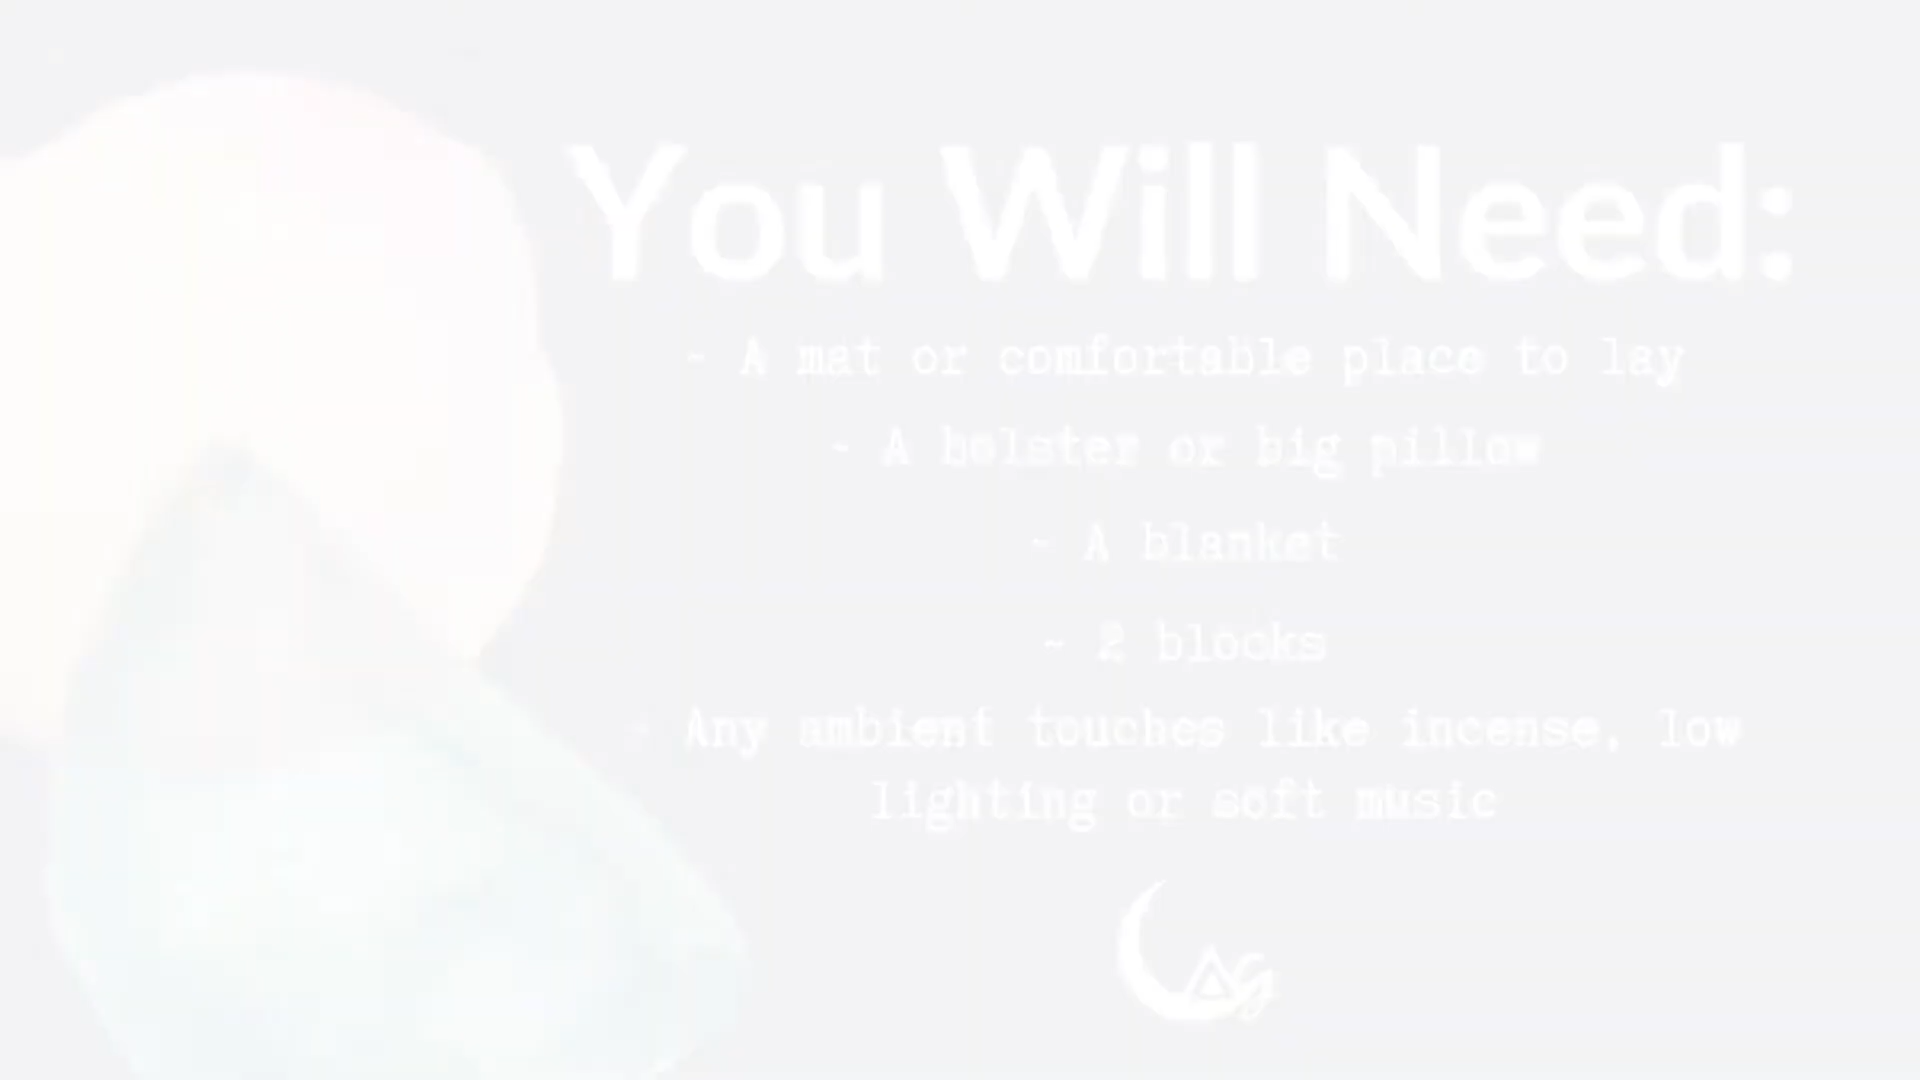 You Will Need:
- A mat or comfortable place to lay
- A bolster or big pillow
- A blanket
- 2 blocks
- Any ambient touches like incense, low
lighting or soft music